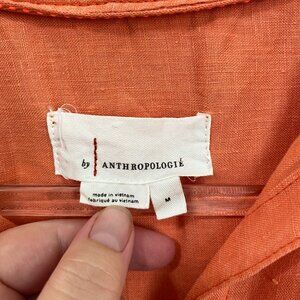 by ANTHROPOLOGIE
made in vietnam
fabriqué au vietnam
M